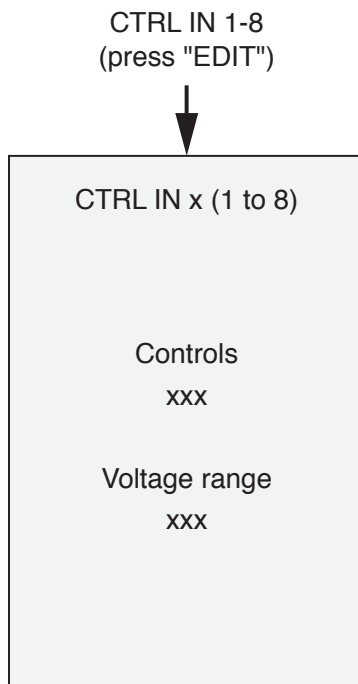 CTRL IN 1-8
(press "EDIT")
CTRL IN x (1 to 8)
Controls
xxx
Voltage range
xxx